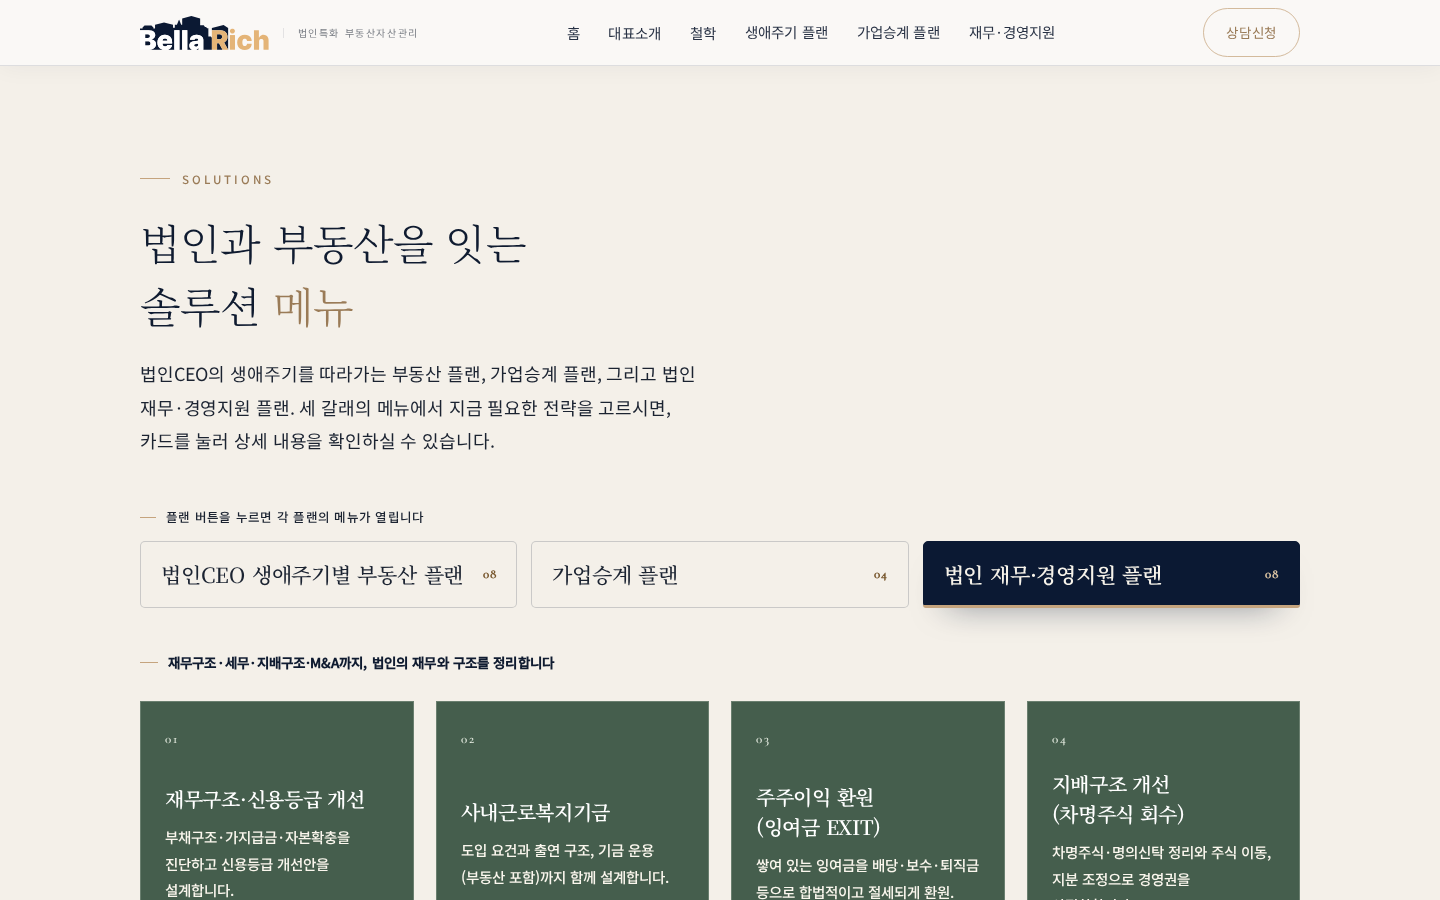 Bella Rich
법인특화 부동산자산관리
홈
대표소개
철학
생애주기 플랜
가업승계 플랜
재무·경영지원
상담신청
SOLUTIONS
법인과 부동산을 잇는
솔루션 메뉴
법인CEO의 생애주기를 따라가는 부동산 플랜, 가업승계 플랜, 그리고 법인
재무·경영지원 플랜. 세 갈래의 메뉴에서 지금 필요한 전략을 고르시면,
카드를 눌러 상세 내용을 확인하실 수 있습니다.
플랜 버튼을 누르면 각 플랜의 메뉴가 열립니다
법인CEO 생애주기별 부동산 플랜 08
가업승계 플랜 04
법인 재무·경영지원 플랜 08
재무구조·세무·지배구조·M&A까지, 법인의 재무와 구조를 정리합니다
01
재무구조·신용등급 개선
부채구조·가지급금·자본확충을
진단하고 신용등급 개선안을
설계합니다.
02
사내근로복지기금
도입 요건과 출연 구조, 기금 운용
(부동산 포함)까지 함께 설계합니다.
03
주주이익 환원
(잉여금 EXIT)
쌓여 있는 잉여금을 배당·보수·퇴직금
등으로 합법적이고 절세되게 환원.
04
지배구조 개선
(차명주식 회수)
차명주식·명의신탁 정리와 주식 이동,
지분 조정으로 경영권을